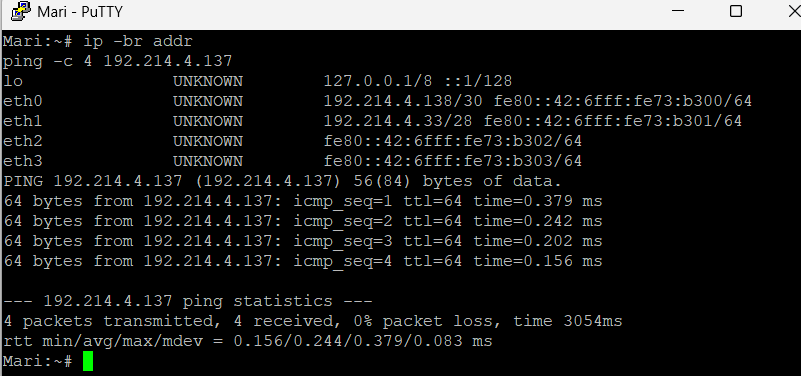 Mari - PuTTY
Mari:~# ip -br addr
ping -c 4 192.214.4.137
lo               UNKNOWN        127.0.0.1/8 ::1/128
eth0             UNKNOWN        192.214.4.138/30 fe80::42:6fff:fe73:b300/64
eth1             UNKNOWN        192.214.4.33/28 fe80::42:6fff:fe73:b301/64
eth2             UNKNOWN        fe80::42:6fff:fe73:b302/64
eth3             UNKNOWN        fe80::42:6fff:fe73:b303/64
PING 192.214.4.137 (192.214.4.137) 56(84) bytes of data.
64 bytes from 192.214.4.137: icmp_seq=1 ttl=64 time=0.379 ms
64 bytes from 192.214.4.137: icmp_seq=2 ttl=64 time=0.242 ms
64 bytes from 192.214.4.137: icmp_seq=3 ttl=64 time=0.202 ms
64 bytes from 192.214.4.137: icmp_seq=4 ttl=64 time=0.156 ms

--- 192.214.4.137 ping statistics ---
4 packets transmitted, 4 received, 0% packet loss, time 3054ms
rtt min/avg/max/mdev = 0.156/0.244/0.379/0.083 ms
Mari:~#